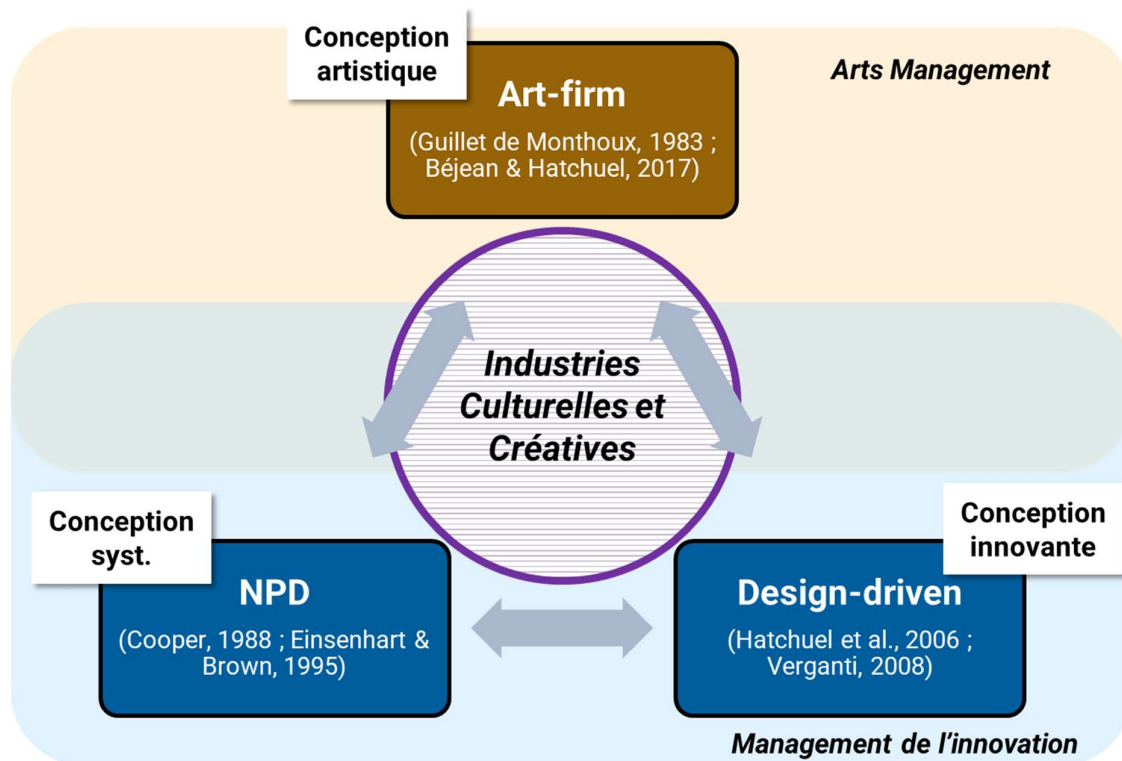 Conception
artistique
Arts Management
Art-firm
(Guillet de Monthoux, 1983 ;
Béjean & Hatchuel, 2017)
Industries
Culturelles et
Créatives
Conception
syst.
NPD
(Cooper, 1988 ; Einsenhart &
Brown, 1995)
Conception
innovante
Design-driven
(Hatchuel et al., 2006 ;
Verganti, 2008)
Management de l’innovation